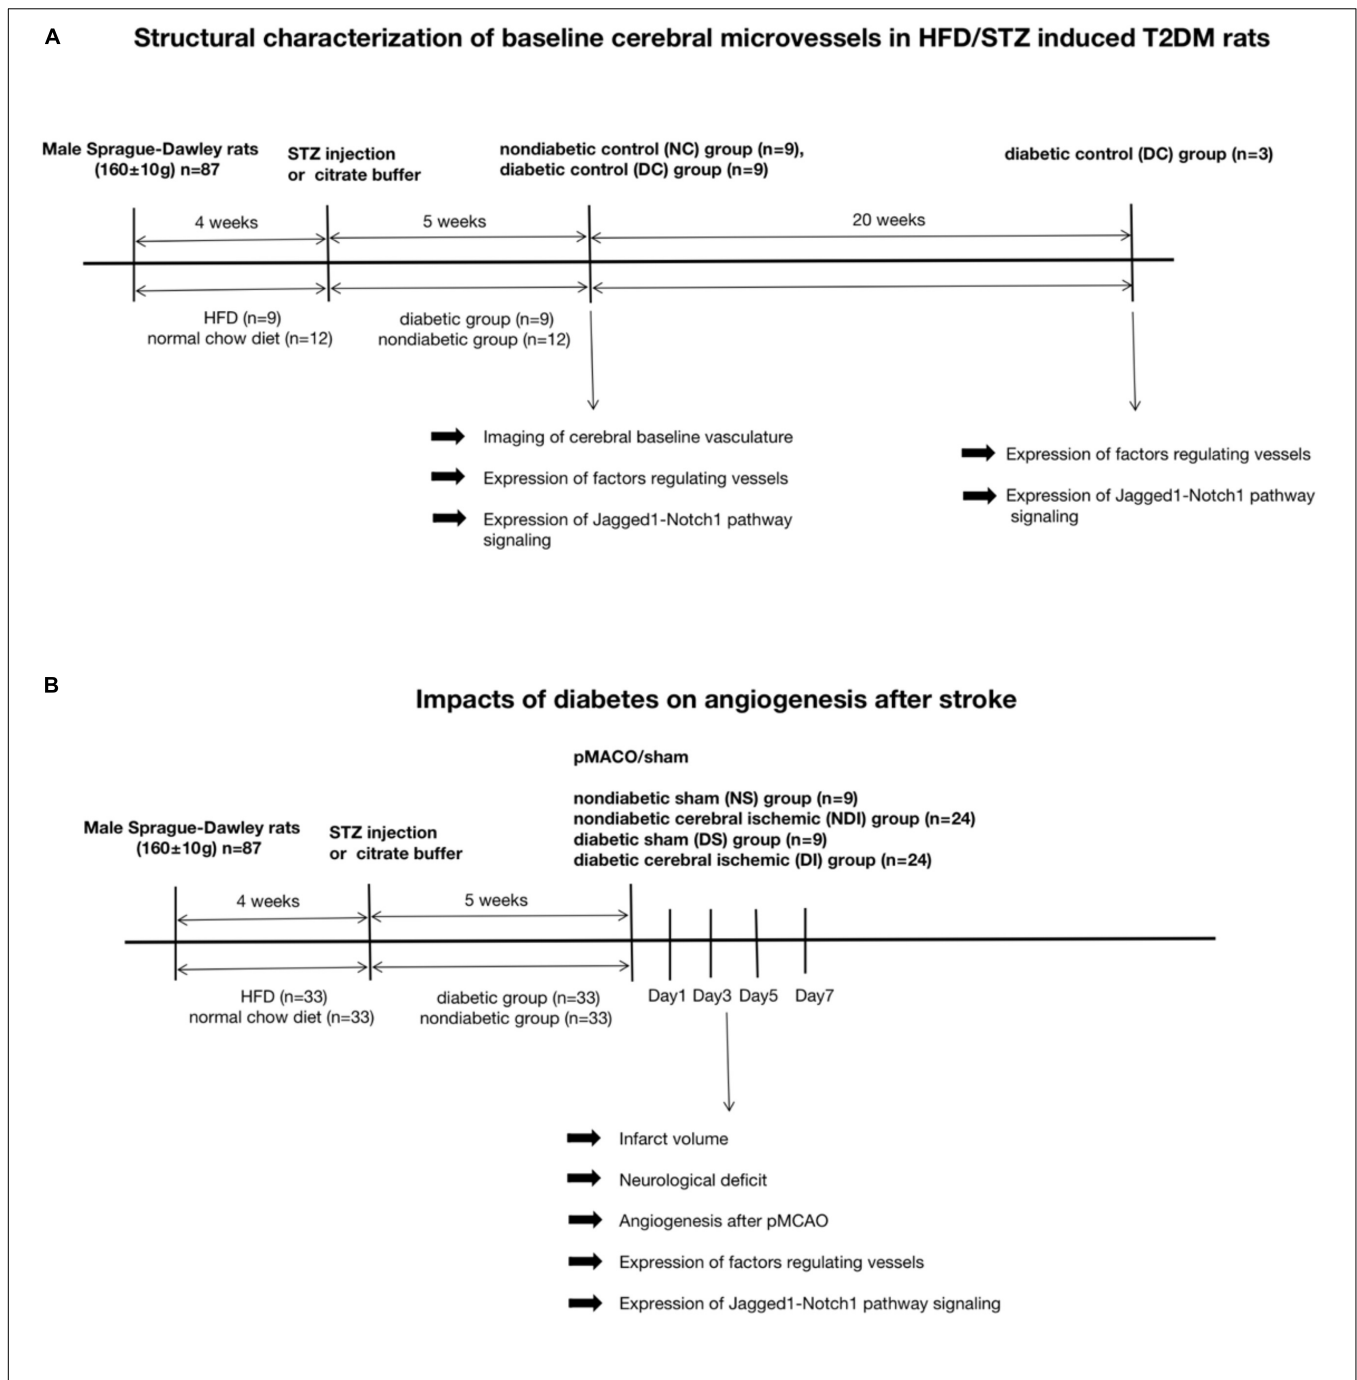 A
Structural characterization of baseline cerebral microvessels in HFD/STZ induced T2DM rats
Male Sprague-Dawley rats
(160±10g) n=87
STZ injection
or citrate buffer
nondiabetic control (NC) group (n=9),
diabetic control (DC) group (n=9)
diabetic control (DC) group (n=3)
4 weeks
5 weeks
20 weeks
HFD (n=9)
normal chow diet (n=12)
diabetic group (n=9)
nondiabetic group (n=12)
Imaging of cerebral baseline vasculature
Expression of factors regulating vessels
Expression of Jagged1-Notch1 pathway
signaling
Expression of factors regulating vessels
Expression of Jagged1-Notch1 pathway
signaling
B
Impacts of diabetes on angiogenesis after stroke
pMACO/sham
nondiabetic sham (NS) group (n=9)
nondiabetic cerebral ischemic (NDI) group (n=24)
diabetic sham (DS) group (n=9)
diabetic cerebral ischemic (DI) group (n=24)
Male Sprague-Dawley rats
(160±10g) n=87
STZ injection
or citrate buffer
4 weeks
5 weeks
HFD (n=33)
normal chow diet (n=33)
diabetic group (n=33)
nondiabetic group (n=33)
Day1 Day3 Day5 Day7
Infarct volume
Neurological deficit
Angiogenesis after pMCAO
Expression of factors regulating vessels
Expression of Jagged1-Notch1 pathway signaling